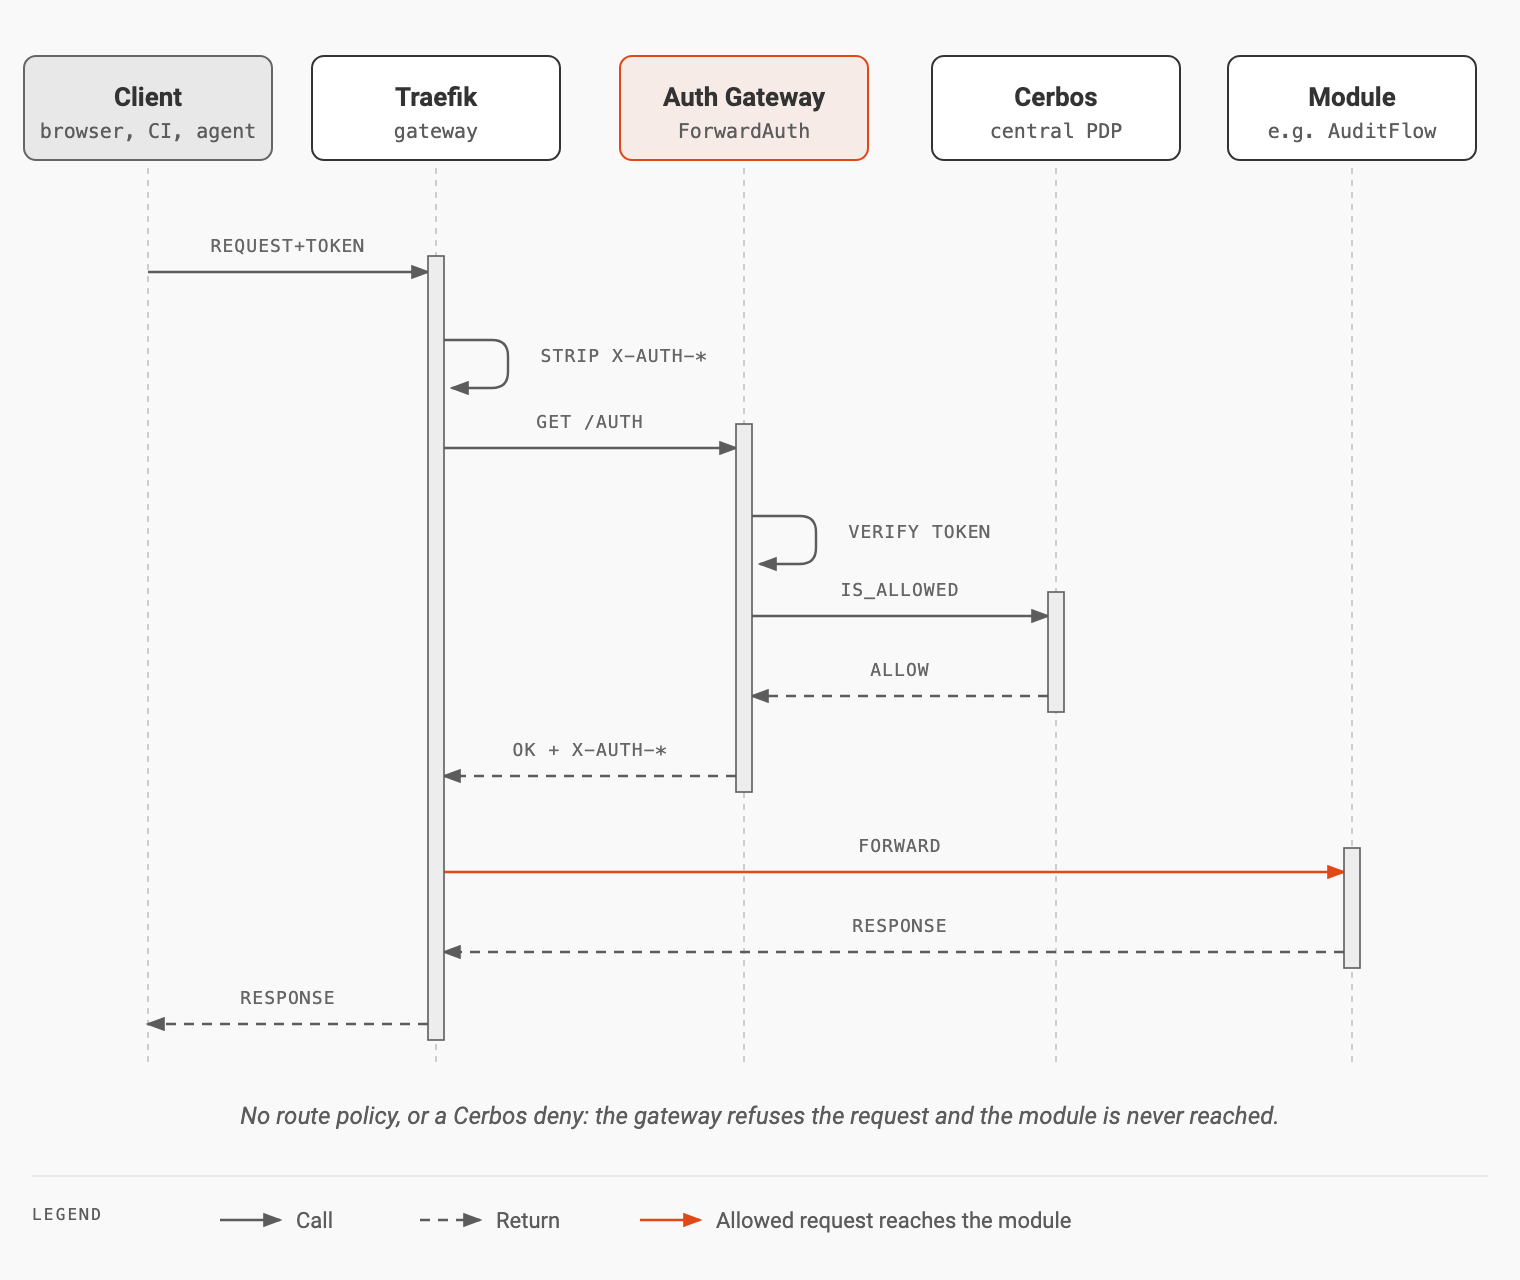 Client
browser, CI, agent
Traefik
gateway
Auth Gateway
ForwardAuth
Cerbos
central PDP
Module
e.g. AuditFlow
REQUEST+TOKEN
STRIP X-AUTH-*
GET /AUTH
VERIFY TOKEN
IS_ALLOWED
ALLOW
OK + X-AUTH-*
FORWARD
RESPONSE
RESPONSE
No route policy, or a Cerbos deny: the gateway refuses the request and the module is never reached.
LEGEND
Call
Return
Allowed request reaches the module